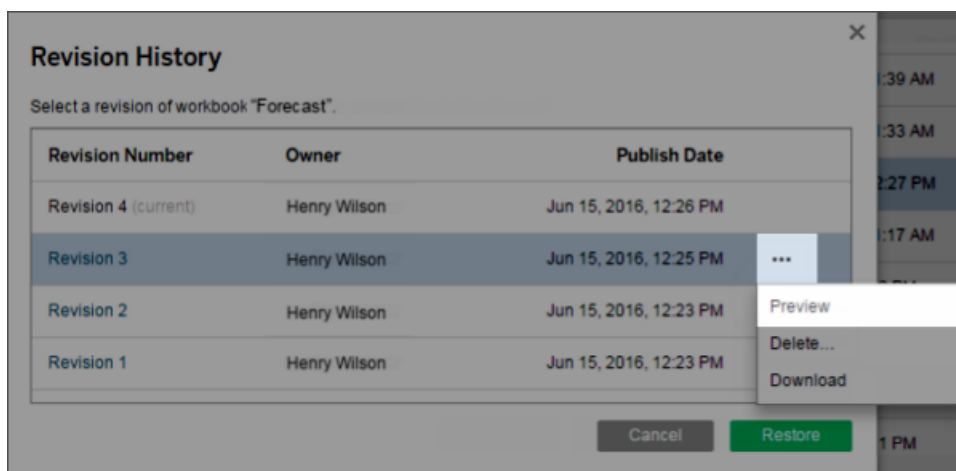 Revision History
Select a revision of workbook "Forecast".
Revision Number Owner Publish Date
Revision 4 (current) Henry Wilson Jun 15, 2016, 12:26 PM
Revision 3 Henry Wilson Jun 15, 2016, 12:25 PM ...
Revision 2 Henry Wilson Jun 15, 2016, 12:23 PM
Revision 1 Henry Wilson Jun 15, 2016, 12:23 PM
Preview
Delete...
Download
Cancel Restore
:39 AM
:33 AM
2:27 PM
:17 AM
1 PM